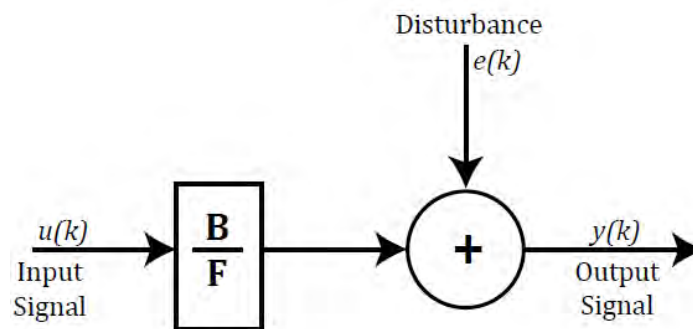 Disturbance
e(k)
u(k)
B
F
+
y(k)
Input
Signal
Output
Signal